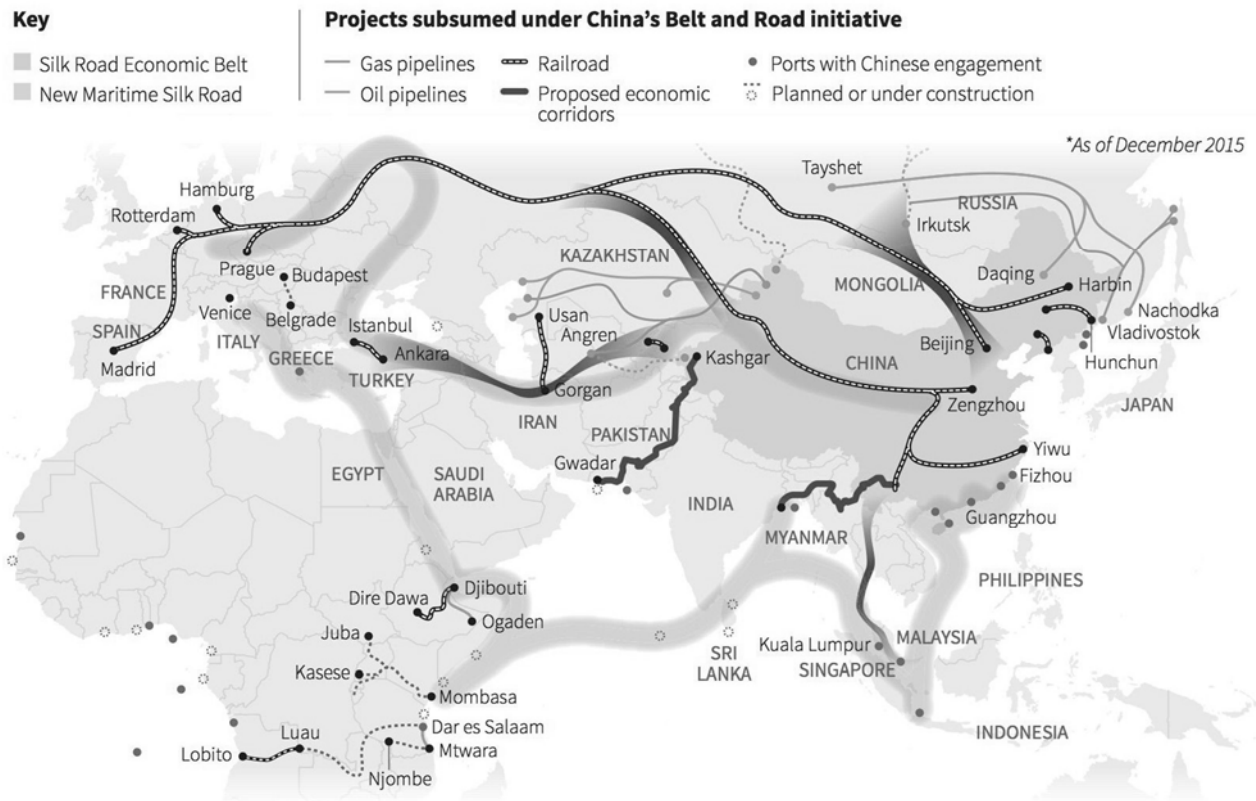 Key
Silk Road Economic Belt
New Maritime Silk Road
Projects subsumed under China's Belt and Road initiative
Gas pipelines
Oil pipelines
Railroad
Proposed economic
corridors
Ports with Chinese engagement
Planned or under construction
*As of December 2015
Tayshet
Hamburg
Rotterdam
RUSSIA
Irkutsk
KAZAKHSTAN
Prague
Budapest
MONGOLIA
Daqing
Harbin
FRANCE
Venice
Belgrade
Usan
Nachodka
SPAIN
ITALY
Istanbul
Angren
Vladivostok
Madrid
GREECE
Ankara
Kashgar
CHINA
Beijing
Hunchun
TURKEY
Gorgan
Zengzhou
JAPAN
IRAN
PAKISTAN
Yiwu
EGYPT
SAUDI
ARABIA
Gwadar
Fizhou
INDIA
Guangzhou
MYANMAR
PHILIPPINES
Djibouti
Dire Dawa
Ogaden
Juba
Kuala Lumpur
MALAYSIA
SRI
LANKA
SINGAPORE
Kasese
Mombasa
Dar es Salaam
INDONESIA
Luau
Lobito
Mtwara
Njombe